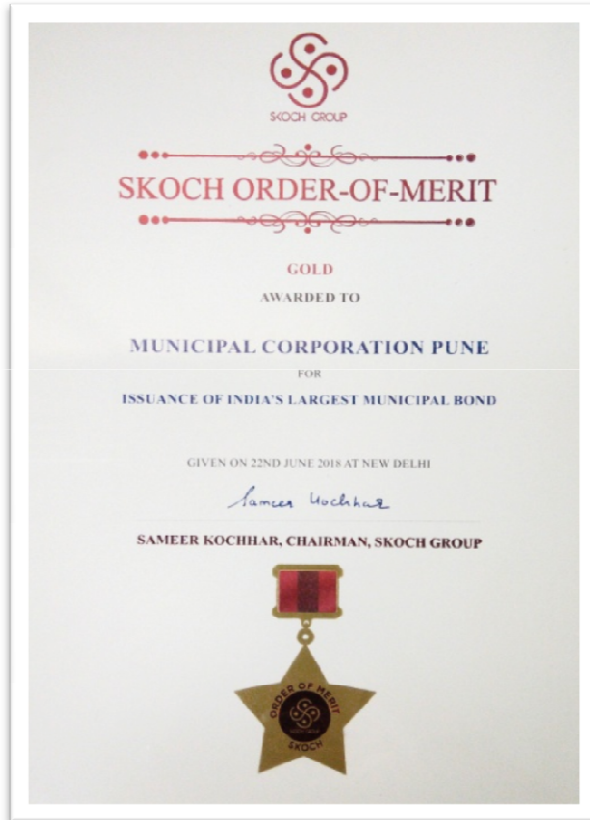 SKOCH GROUP
SKOCH ORDER-OF-MERIT
GOLD
AWARDED TO
MUNICIPAL CORPORATION PUNE
FOR
ISSUANCE OF INDIA'S LARGEST MUNICIPAL BOND
GIVEN ON 22ND JUNE 2018 AT NEW DELHI
Sameer Kochhar
SAMEER KOCHHAR, CHAIRMAN, SKOCH GROUP
ORDER OF MERIT
SKOCH